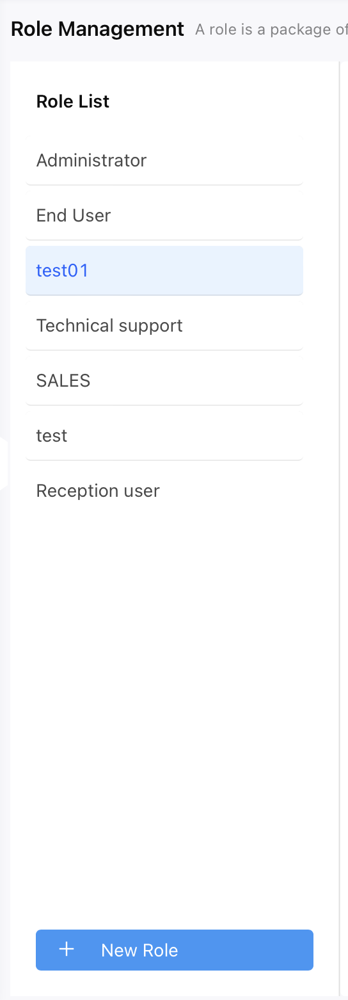 Role Management A role is a package of
Role List
Administrator
End User
test01
Technical support
SALES
test
Reception user
+ New Role